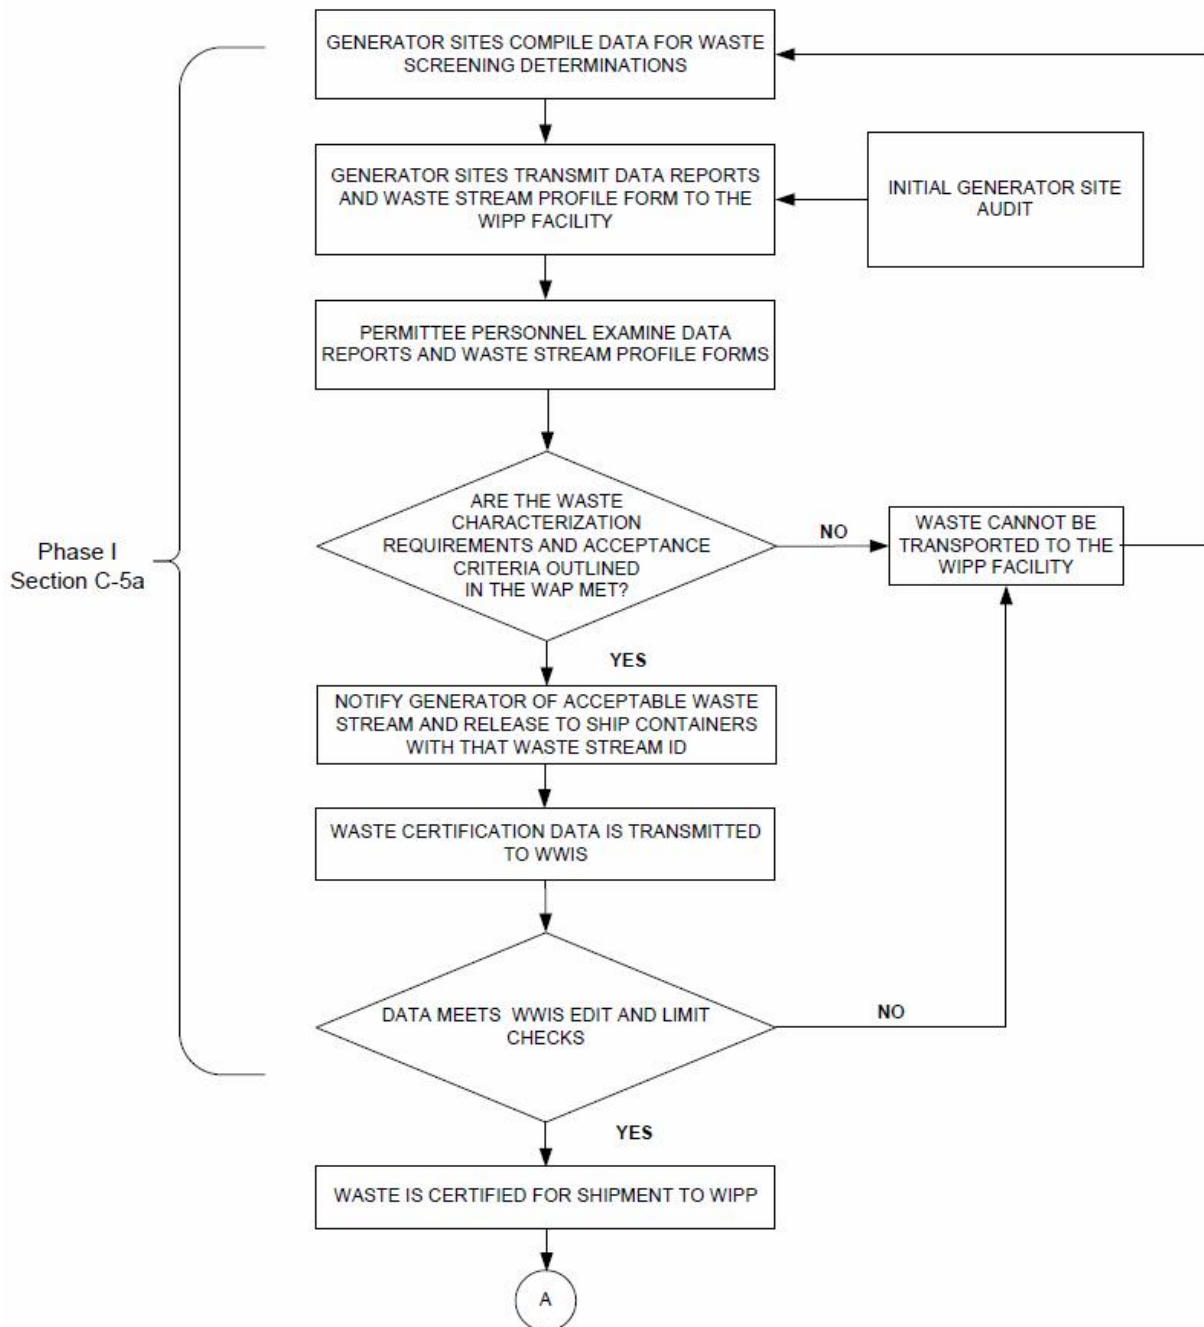 GENERATOR SITES COMPILE DATA FOR WASTE
SCREENING DETERMINATIONS
GENERATOR SITES TRANSMIT DATA REPORTS
AND WASTE STREAM PROFILE FORM TO THE
WIPP FACILITY
INITIAL GENERATOR SITE
AUDIT
PERMITTEE PERSONNEL EXAMINE DATA
REPORTS AND WASTE STREAM PROFILE FORMS
ARE THE WASTE
CHARACTERIZATION
REQUIREMENTS AND ACCEPTANCE
CRITERIA OUTLINED
IN THE WAP MET?
NO
WASTE CANNOT BE
TRANSPORTED TO THE
WIPP FACILITY
Phase I
Section C-5a
YES
NOTIFY GENERATOR OF ACCEPTABLE WASTE
STREAM AND RELEASE TO SHIP CONTAINERS
WITH THAT WASTE STREAM ID
WASTE CERTIFICATION DATA IS TRANSMITTED
TO WWIS
DATA MEETS WWIS EDIT AND LIMIT
CHECKS
NO
YES
WASTE IS CERTIFIED FOR SHIPMENT TO WIPP
A